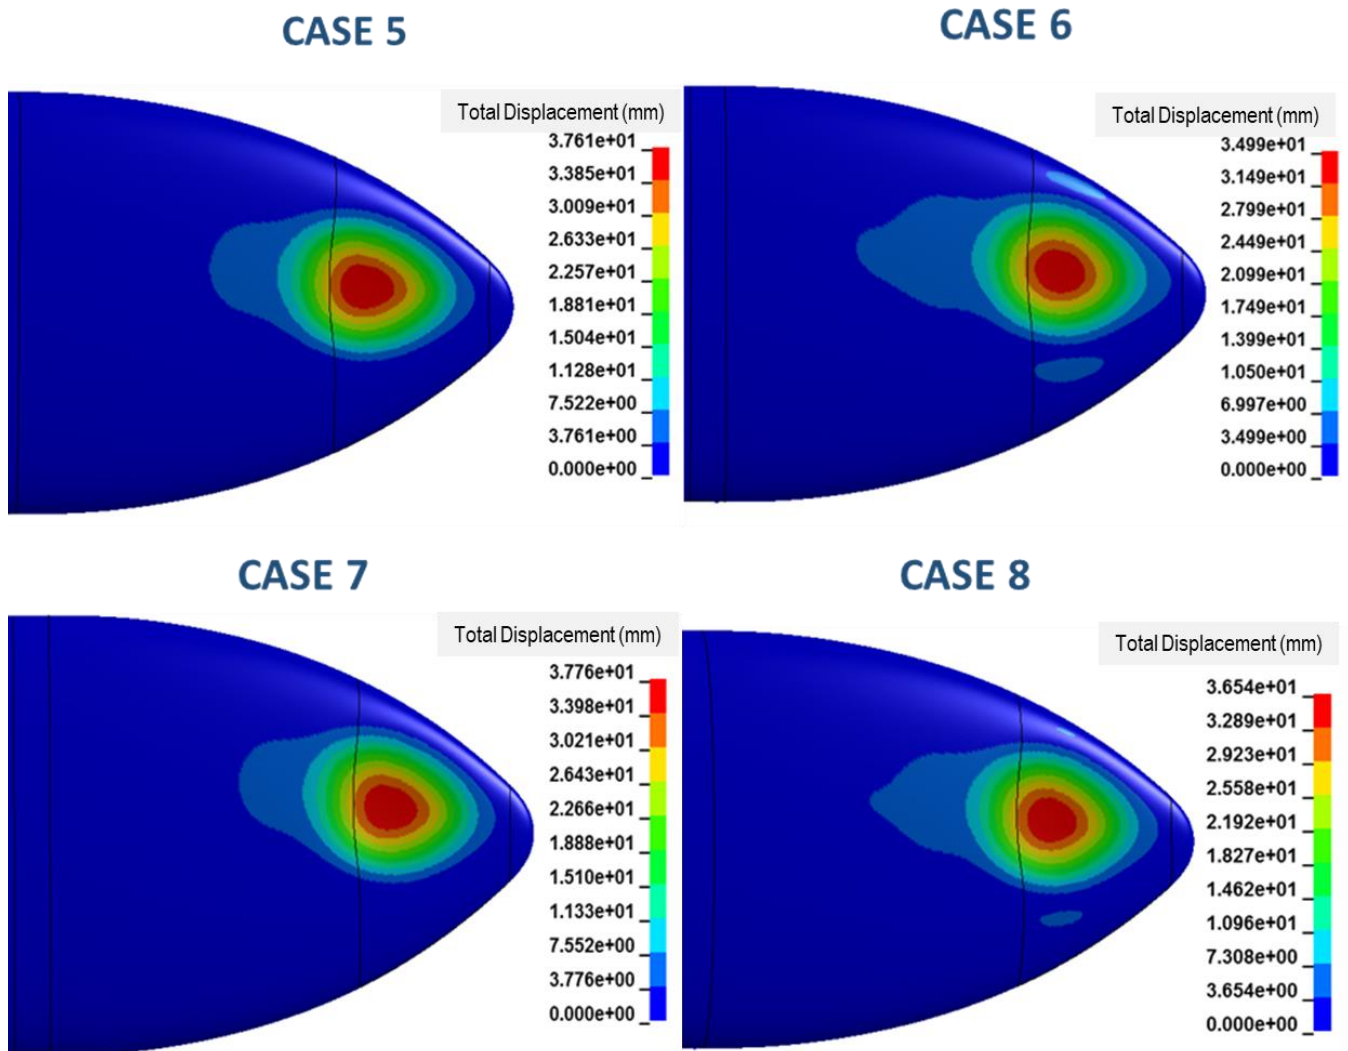 CASE 5
Total Displacement (mm)
3.761e+01
3.385e+01
3.009e+01
2.633e+01
2.257e+01
1.881e+01
1.504e+01
1.128e+01
7.522e+00
3.761e+00
0.000e+00
CASE 6
Total Displacement (mm)
3.499e+01
3.149e+01
2.799e+01
2.449e+01
2.099e+01
1.749e+01
1.399e+01
1.050e+01
6.997e+00
3.499e+00
0.000e+00
CASE 7
Total Displacement (mm)
3.776e+01
3.398e+01
3.021e+01
2.643e+01
2.266e+01
1.888e+01
1.510e+01
1.133e+01
7.552e+00
3.776e+00
0.000e+00
CASE 8
Total Displacement (mm)
3.654e+01
3.289e+01
2.923e+01
2.558e+01
2.192e+01
1.827e+01
1.462e+01
1.096e+01
7.308e+00
3.654e+00
0.000e+00